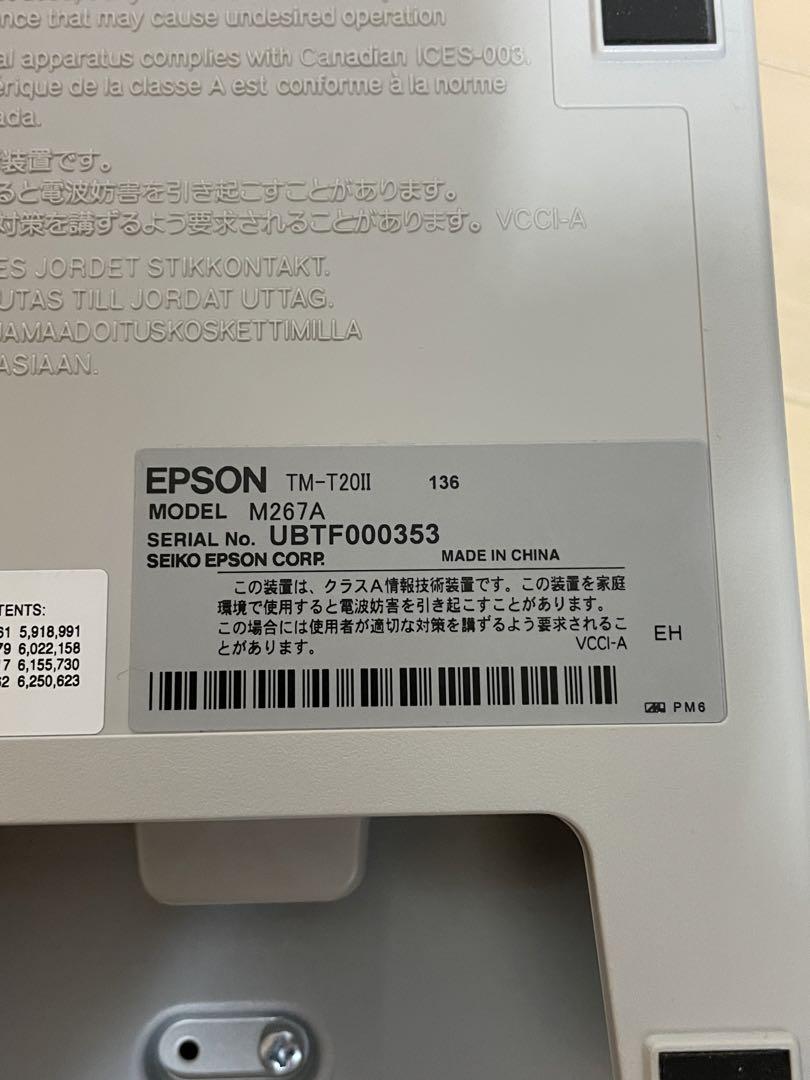 ence that may cause undesired operation
apparatus complies with Canadian ICES-003.
de la classe A est conforme à la norme
装置です。
ると電波妨害を引き起こすことがあります。
対策を講ずるよう要求されることがあります。 VCCI-A
JORDET STIKKONTAKT.
TILL JORDAT UTTAG.
EPSON TM-T20II 136
MODEL M267A
SERIAL No. UBTF000353
SEIKO EPSON CORP. MADE IN CHINA
この装置は、クラスA情報技術装置です。この装置を家庭
環境で使用すると電波妨害を引き起こすことがあります。
この場合には使用者が適切な対策を講ずるよう要求されるこ
とがあります。 VCCI-A
EH
PM6
TENTS:
61 5,918,991
79 6,022,158
7 6,155,730
62 6,250,623